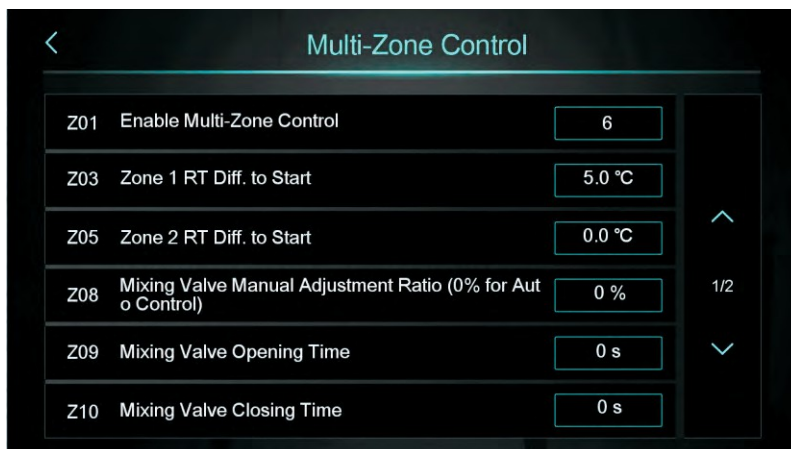 Multi-Zone Control
Z01 Enable Multi-Zone Control 6
Z03 Zone 1 RT Diff. to Start 5.0 ℃
Z05 Zone 2 RT Diff. to Start 0.0 ℃
Z08 Mixing Valve Manual Adjustment Ratio (0% for Aut
o Control) 0 %
1/2
Z09 Mixing Valve Opening Time 0 s
Z10 Mixing Valve Closing Time 0 s